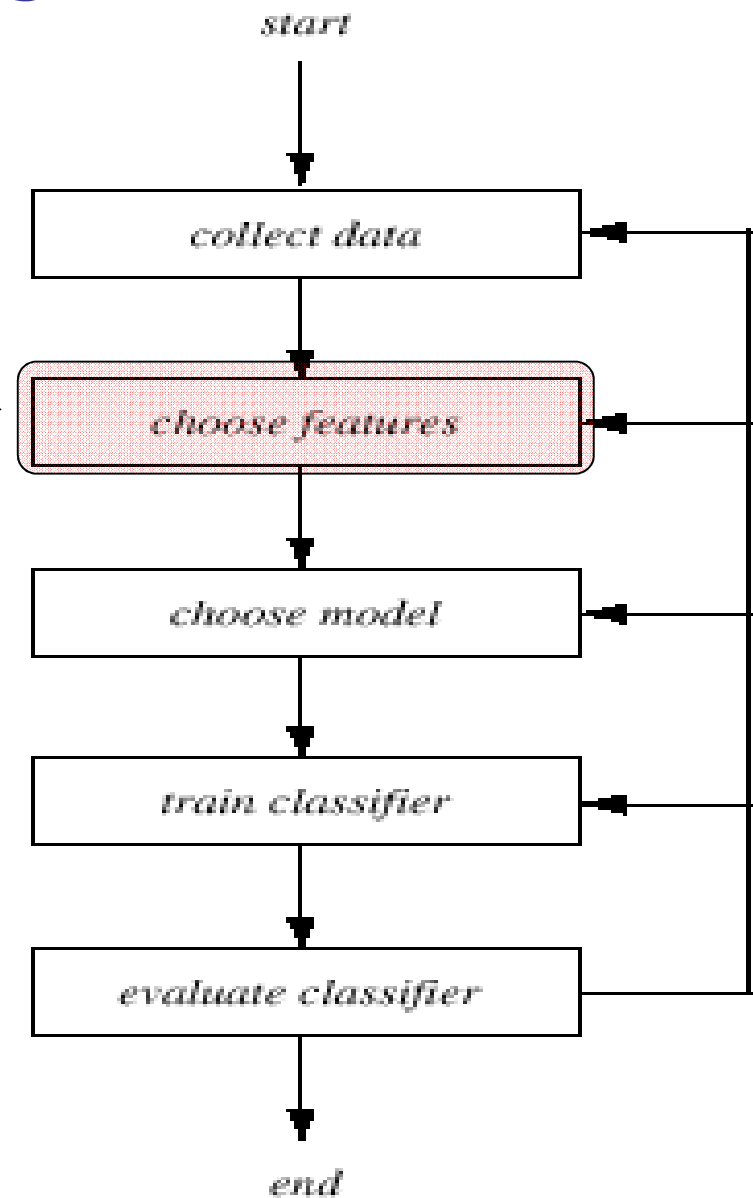 start
collect data
choose features
choose model
train classifier
evaluate classifier
end